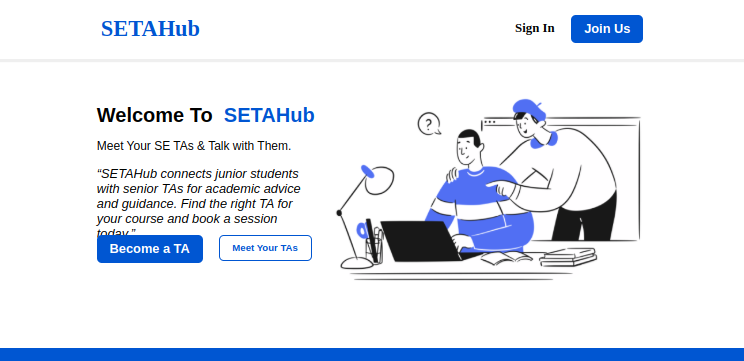 SETAHub
Sign In
Join Us
Welcome To SETAHub
Meet Your SE TAs & Talk with Them.
“SETAHub connects junior students
with senior TAs for academic advice
and guidance. Find the right TA for
your course and book a session
today.”
Become a TA
Meet Your TAs
?